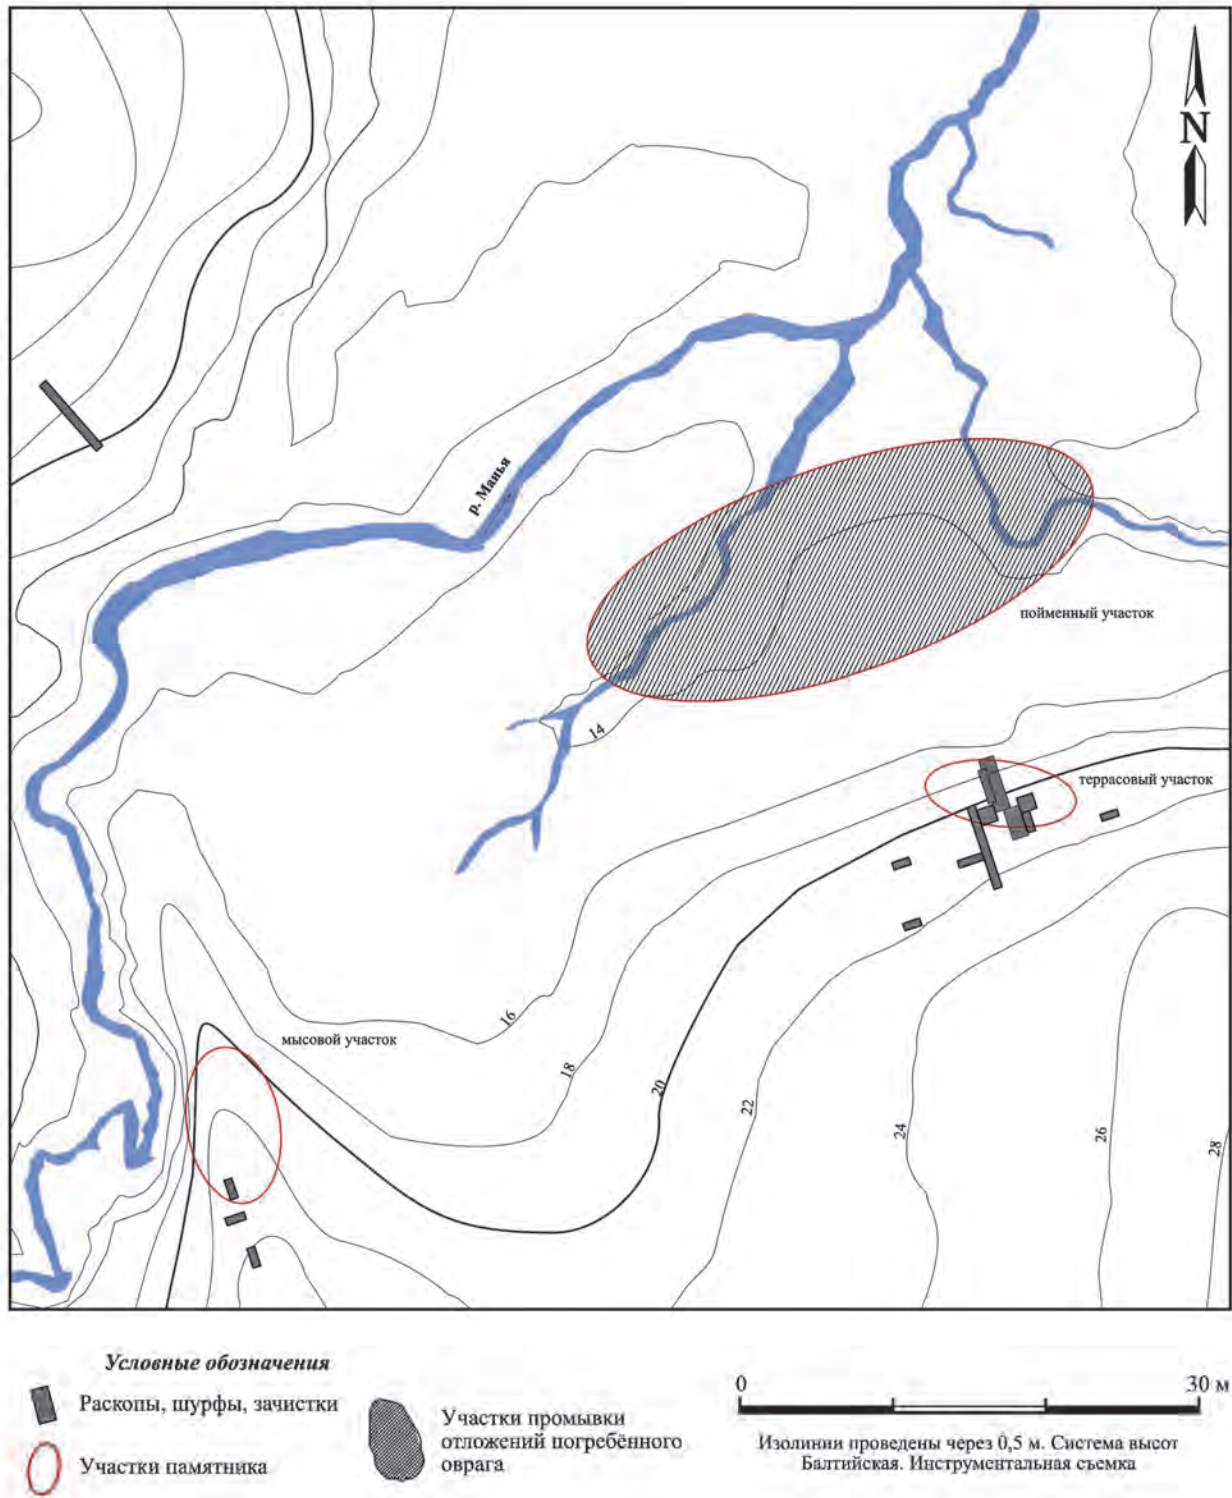 N
р. Манья
пойменный участок
14
террасовый участок
мысовой участок
16
18
20
22
24
26
28
Условные обозначения
Раскопы, шурфы, зачистки
Участки памятника
Участки промывки
отложений погребённого
оврага
0
30 м
Изолинии проведены через 0,5 м. Система высот
Балтийская. Инструментальная съемка